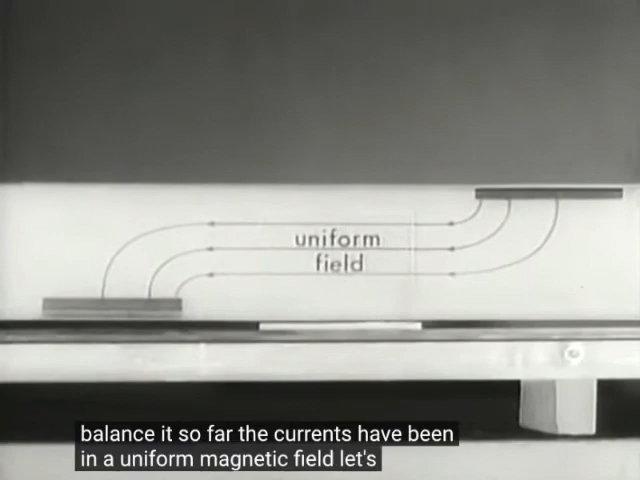 uniform
field
balance it so far the currents have been
in a uniform magnetic field let's